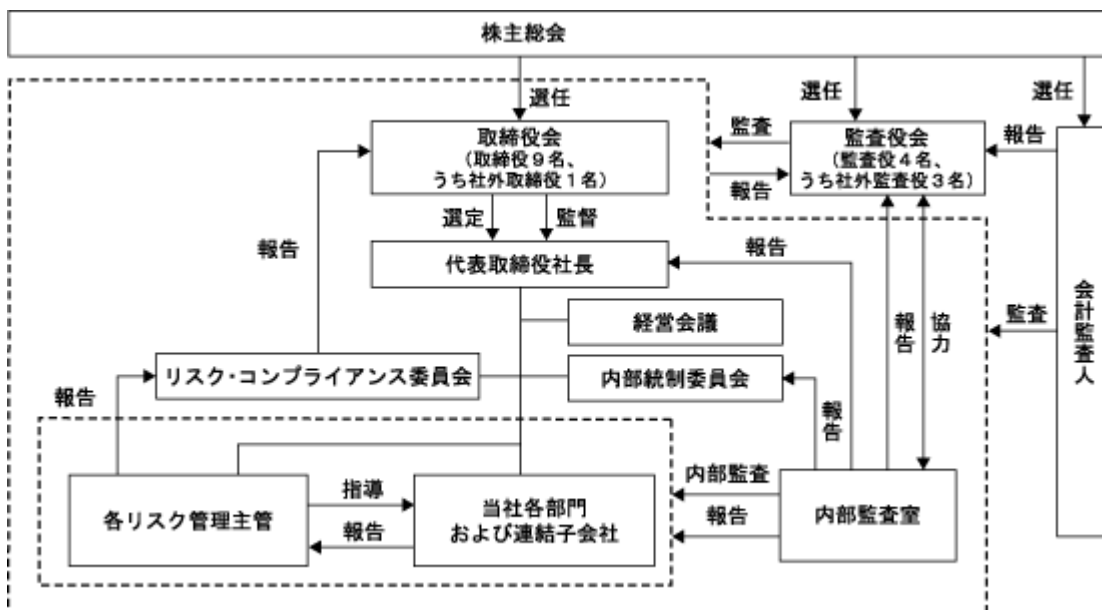 株主総会
選任
選任
選任
取締役会
(取締役9名、
うち社外取締役1名)
監査
報告
監査役会
(監査役4名、
うち社外監査役3名)
報告
選定
監督
報告
代表取締役社長
報告
経営会議
報告
協力
監査
会計監査人
リスク・コンプライアンス委員会
内部統制委員会
報告
報告
各リスク管理主管
指導
報告
当社各部門
および連結子会社
内部監査
報告
内部監査室